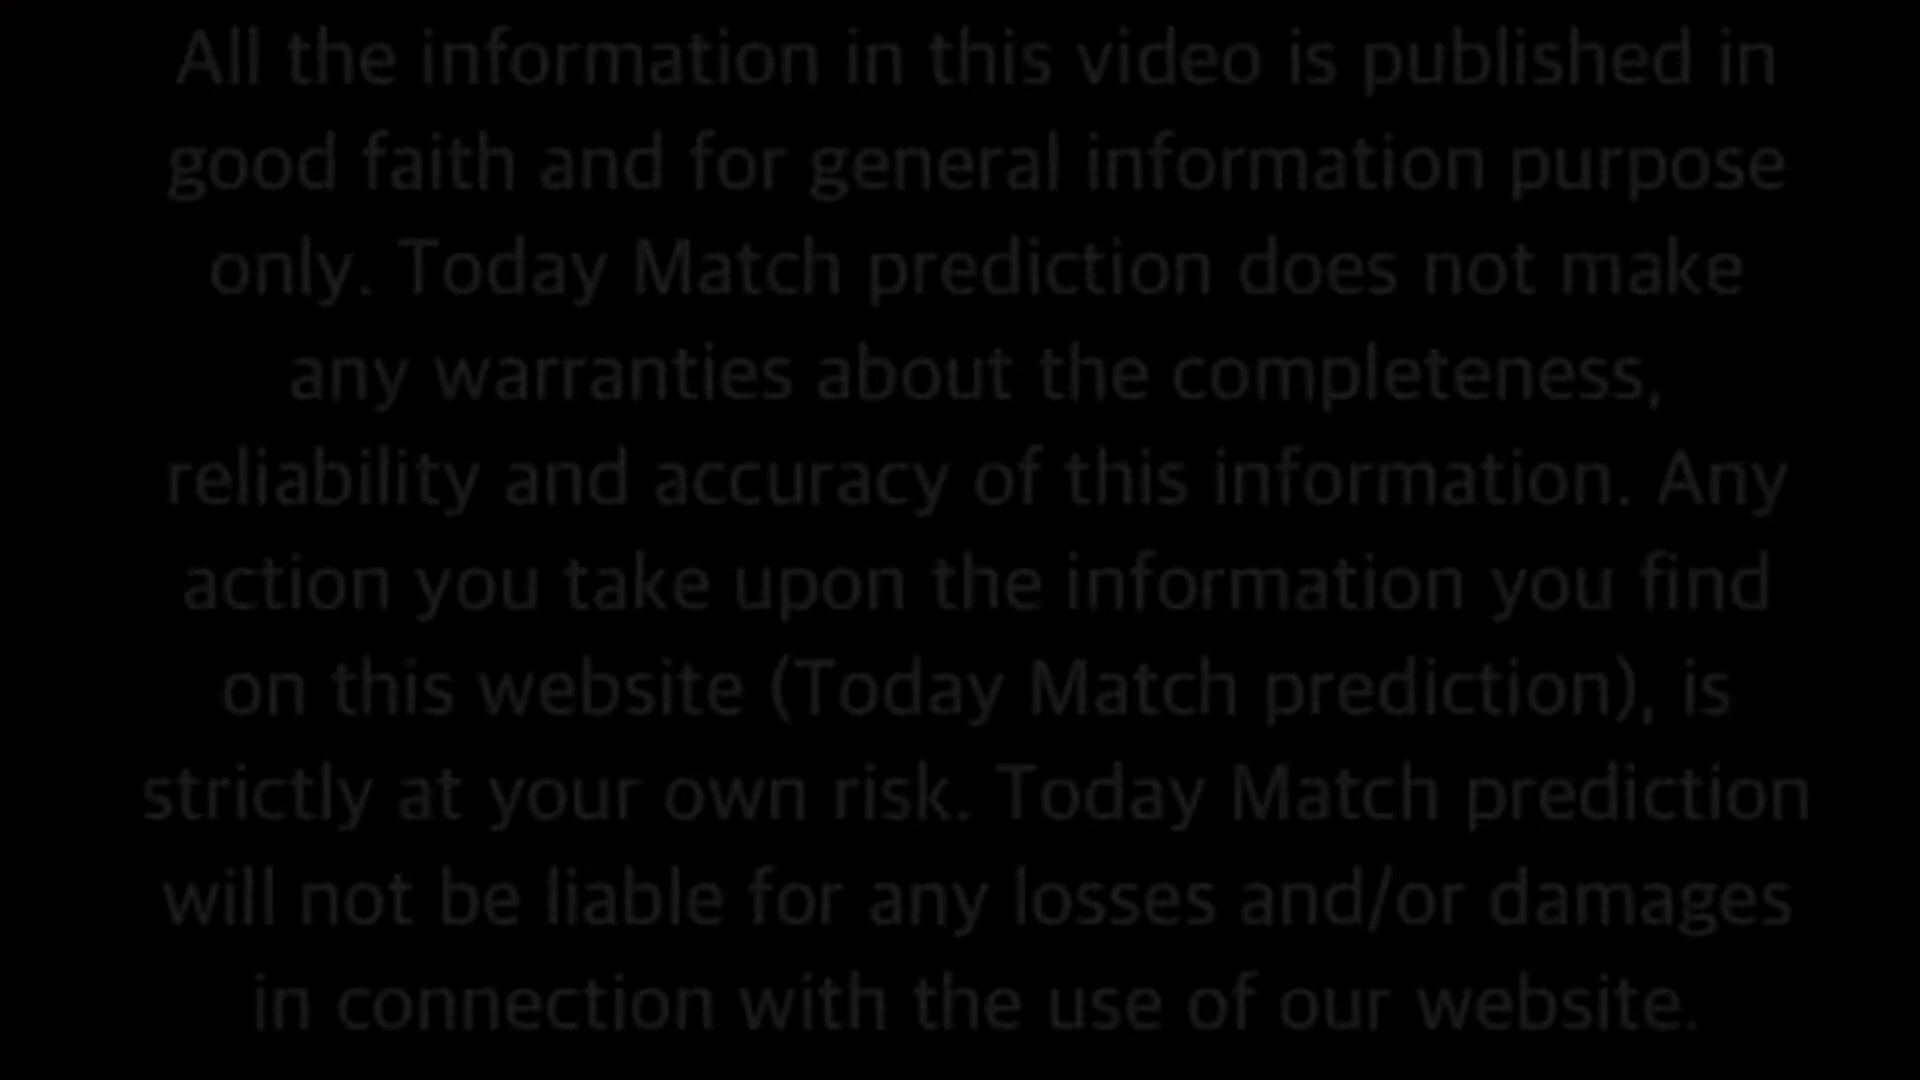 All the information in this video is published in
good faith and for general information purpose
only. Today Match prediction does not make
any warranties about the completeness,
reliability and accuracy of this information. Any
action you take upon the information you find
on this website (Today Match prediction), is
strictly at your own risk. Today Match prediction
will not be liable for any losses and/or damages
in connection with the use of our website.